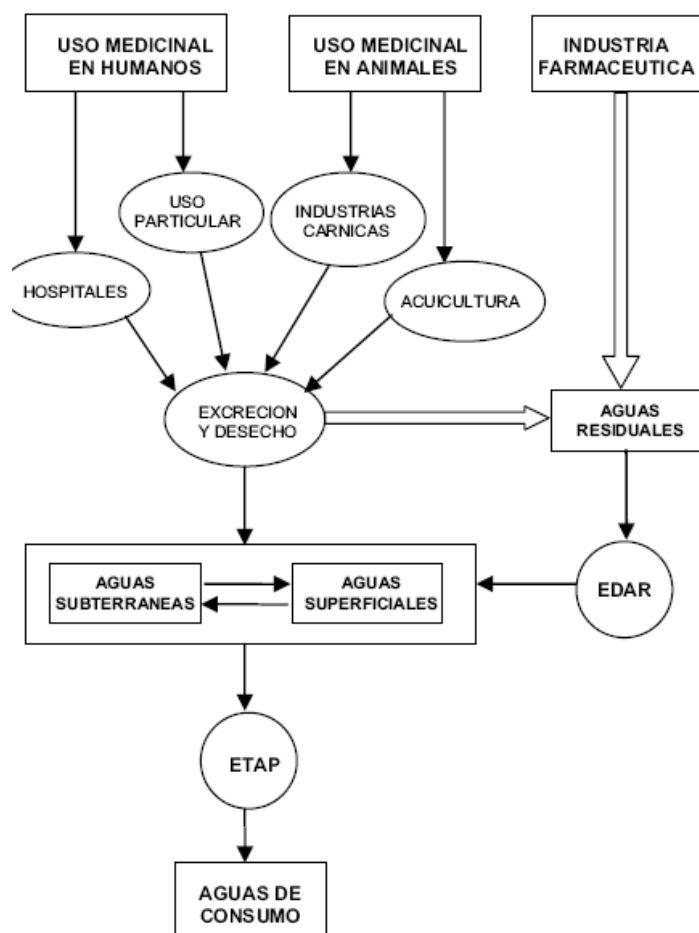 USO MEDICINAL
EN HUMANOS
USO MEDICINAL
EN ANIMALES
INDUSTRIA
FARMACEUTICA
USO
PARTICULAR
INDUSTRIAS
CARNICAS
HOSPITALES
ACUICULTURA
EXCRECION
Y DESECHO
AGUAS
RESIDUALES
AGUAS
SUBTERRANEAS
AGUAS
SUPERFICIALES
EDAR
ETAP
AGUAS DE
CONSUMO